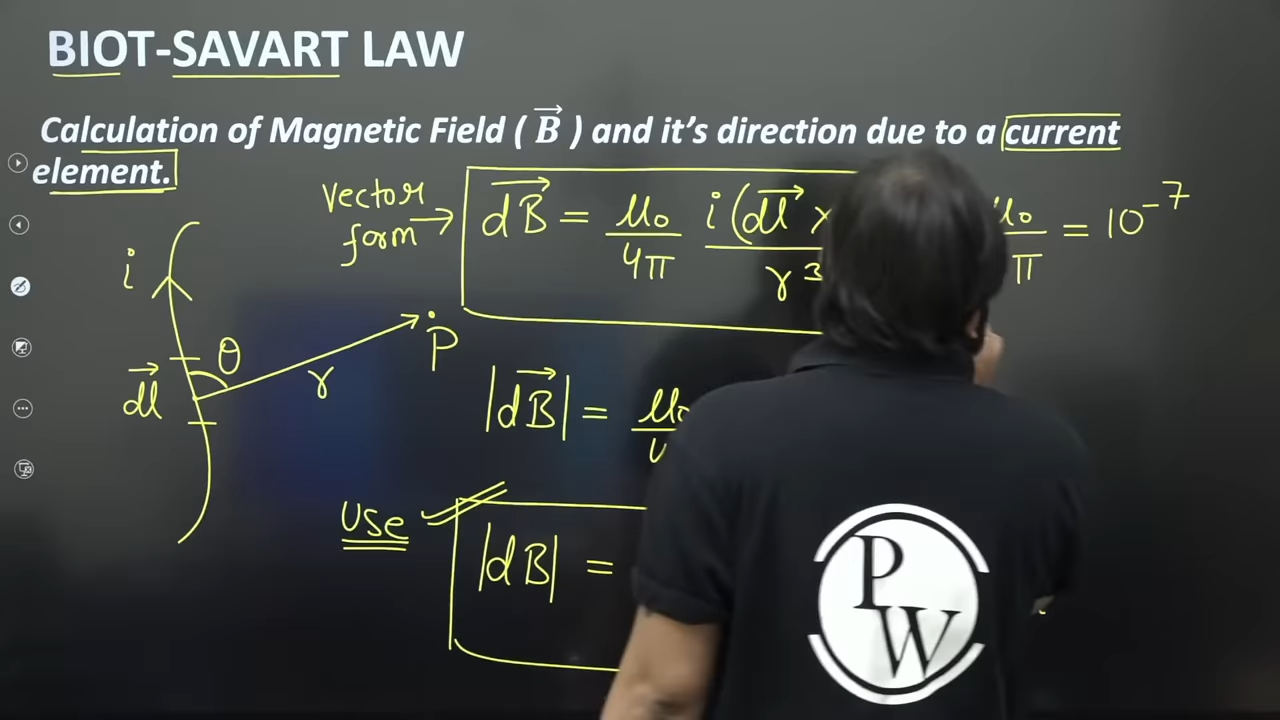 BIOT-SAVART LAW
Calculation of Magnetic Field ( B⃗ ) and it's direction due to a current
element.
vector
form →
dB⃗ = μ₀/4π i(dl⃗ ×
r³
μ₀/π = 10⁻⁷
i
θ
dl⃗
r
P
|dB⃗| = μ₀
use
|dB| =
PW